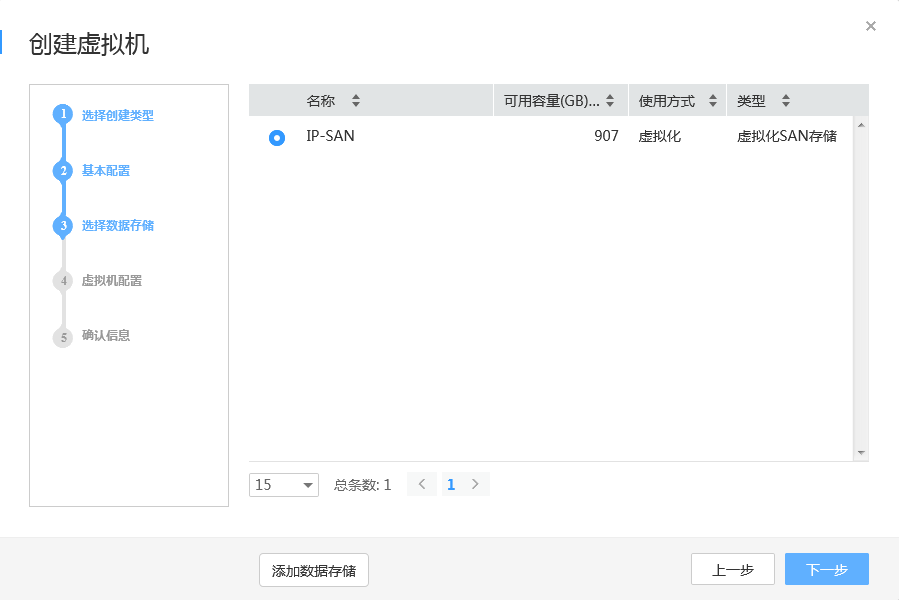 创建虚拟机
×
1 选择创建类型
2 基本配置
3 选择数据存储
4 虚拟机配置
5 确认信息
名称 可用容量(GB)... 使用方式 类型
IP-SAN 907 虚拟化 虚拟化SAN存储
15 总条数: 1 < 1 >
添加数据存储 上一步 下一步